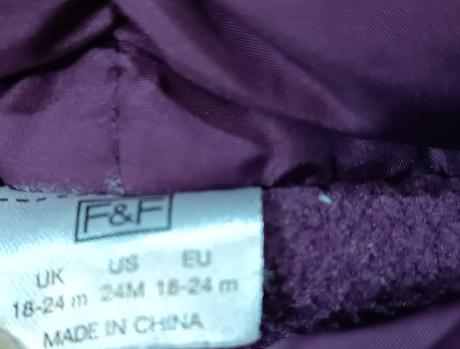 F&F
UK US EU
18-24 m 24M 18-24 m
MADE IN CHINA